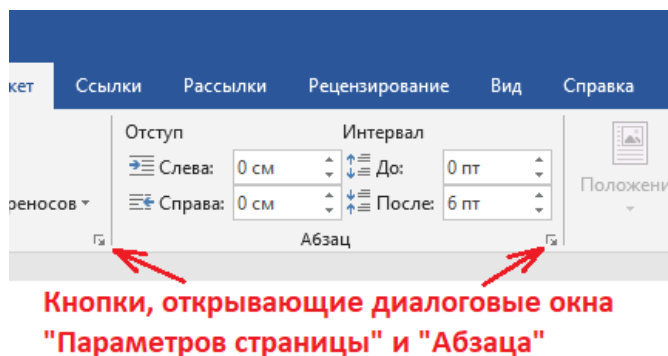 кет Ссылки Рассылки Рецензирование Вид Справка
Отступ Интервал
Слева: 0 см До: 0 пт
Положени
реносов Справа: 0 см После: 6 пт
Абзац
Кнопки, открывающие диалоговые окна
"Параметров страницы" и "Абзаца"